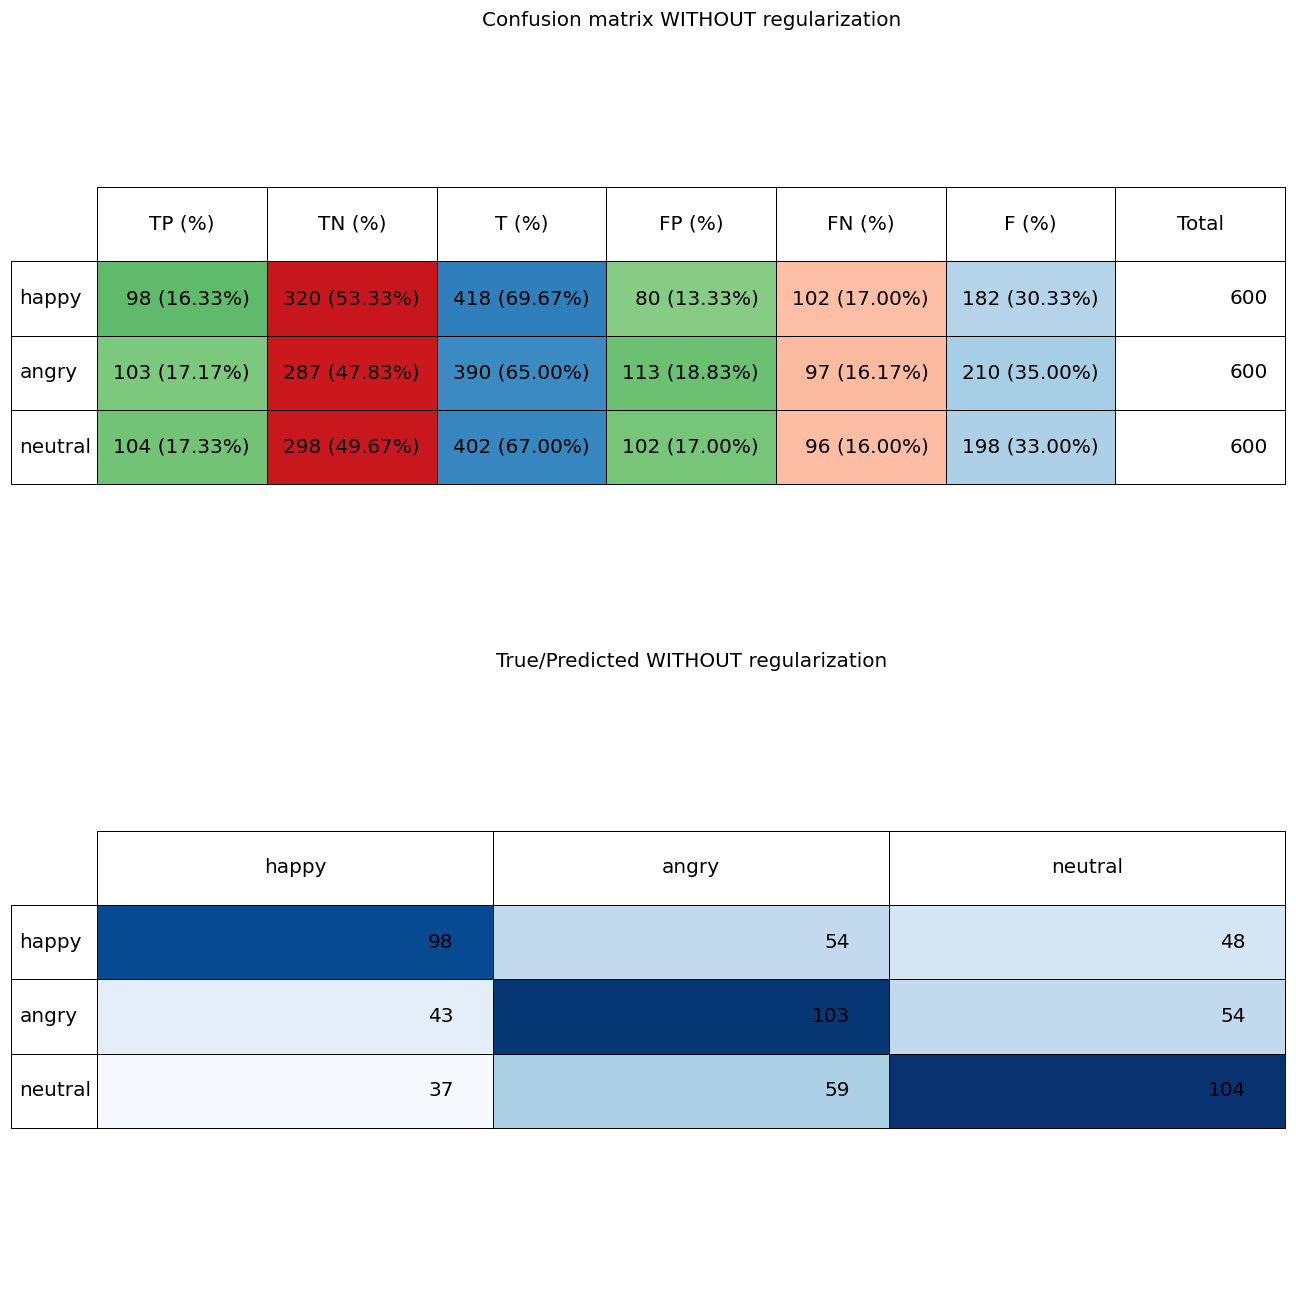 Confusion matrix WITHOUT regularization
TP (%) TN (%) T (%) FP (%) FN (%) F (%) Total
happy 98 (16.33%) 320 (53.33%) 418 (69.67%) 80 (13.33%) 102 (17.00%) 182 (30.33%) 600
angry 103 (17.17%) 287 (47.83%) 390 (65.00%) 113 (18.83%) 97 (16.17%) 210 (35.00%) 600
neutral 104 (17.33%) 298 (49.67%) 402 (67.00%) 102 (17.00%) 96 (16.00%) 198 (33.00%) 600
True/Predicted WITHOUT regularization
happy angry neutral
happy 98 54 48
angry 43 103 54
neutral 37 59 104